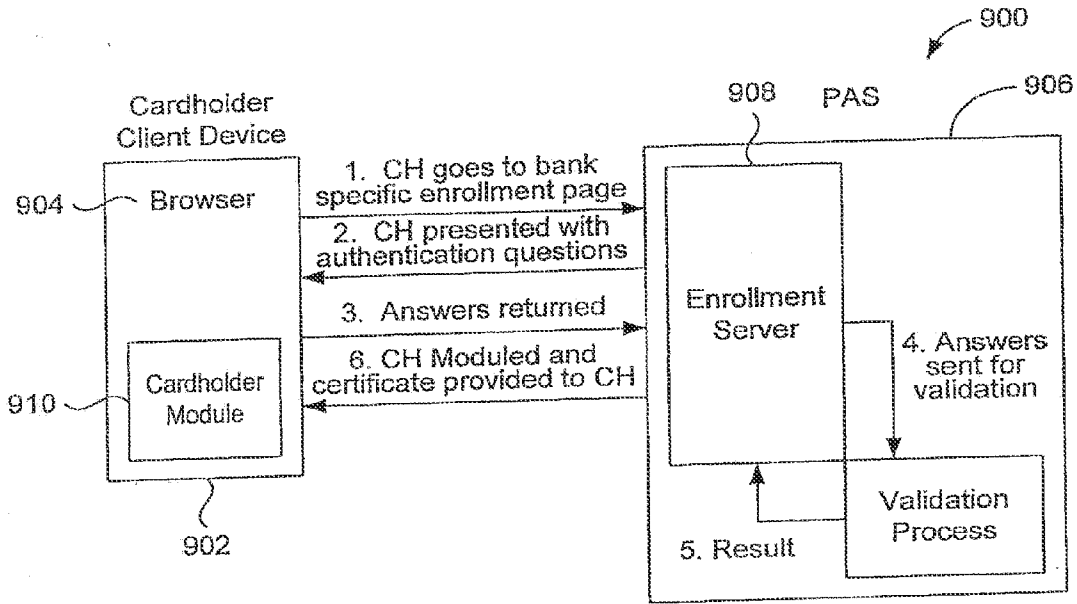 900
Cardholder
Client Device
908
PAS
906
904
Browser
1. CH goes to bank
specific enrollment page
2. CH presented with
authentication questions
3. Answers returned
6. CH Moduled and
certificate provided to CH
Enrollment
Server
4. Answers
sent for
validation
910
Cardholder
Module
902
5. Result
Validation
Process